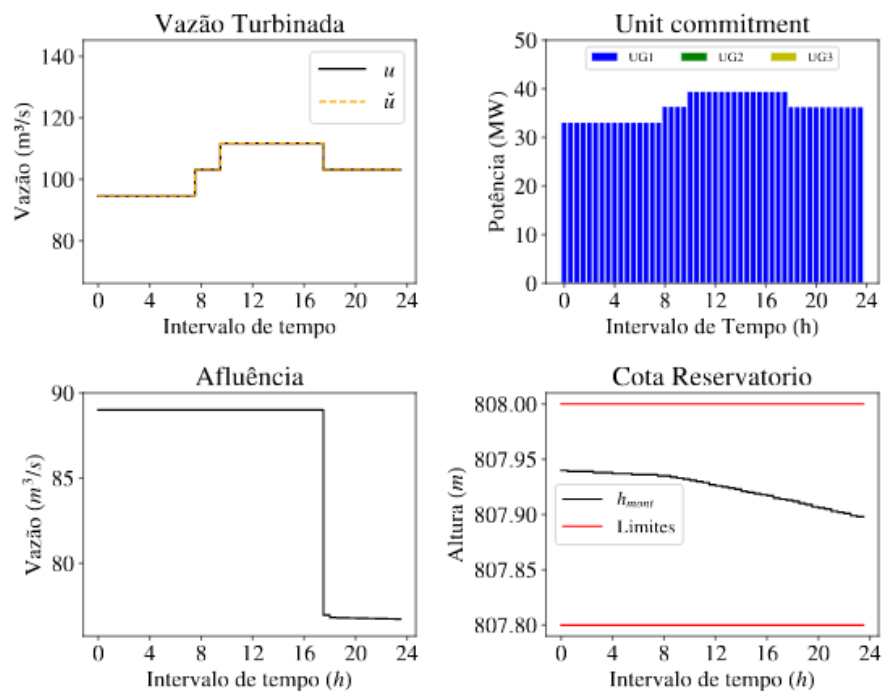 Vazão Turbinada
Vazão (m³/s)
140
120
100
80
u
ŭ
0 4 8 12 16 20 24
Intervalo de tempo
Unit commitment
Potência (MW)
50
40
30
20
10
0
UG1 UG2 UG3
0 4 8 12 16 20 24
Intervalo de Tempo (h)
Afluência
Vazão (m³/s)
90
85
80
0 4 8 12 16 20 24
Intervalo de tempo (h)
Cota Reservatorio
Altura (m)
808.00
807.95
807.90
807.85
807.80
hmont
Limites
0 4 8 12 16 20 24
Intervalo de tempo (h)